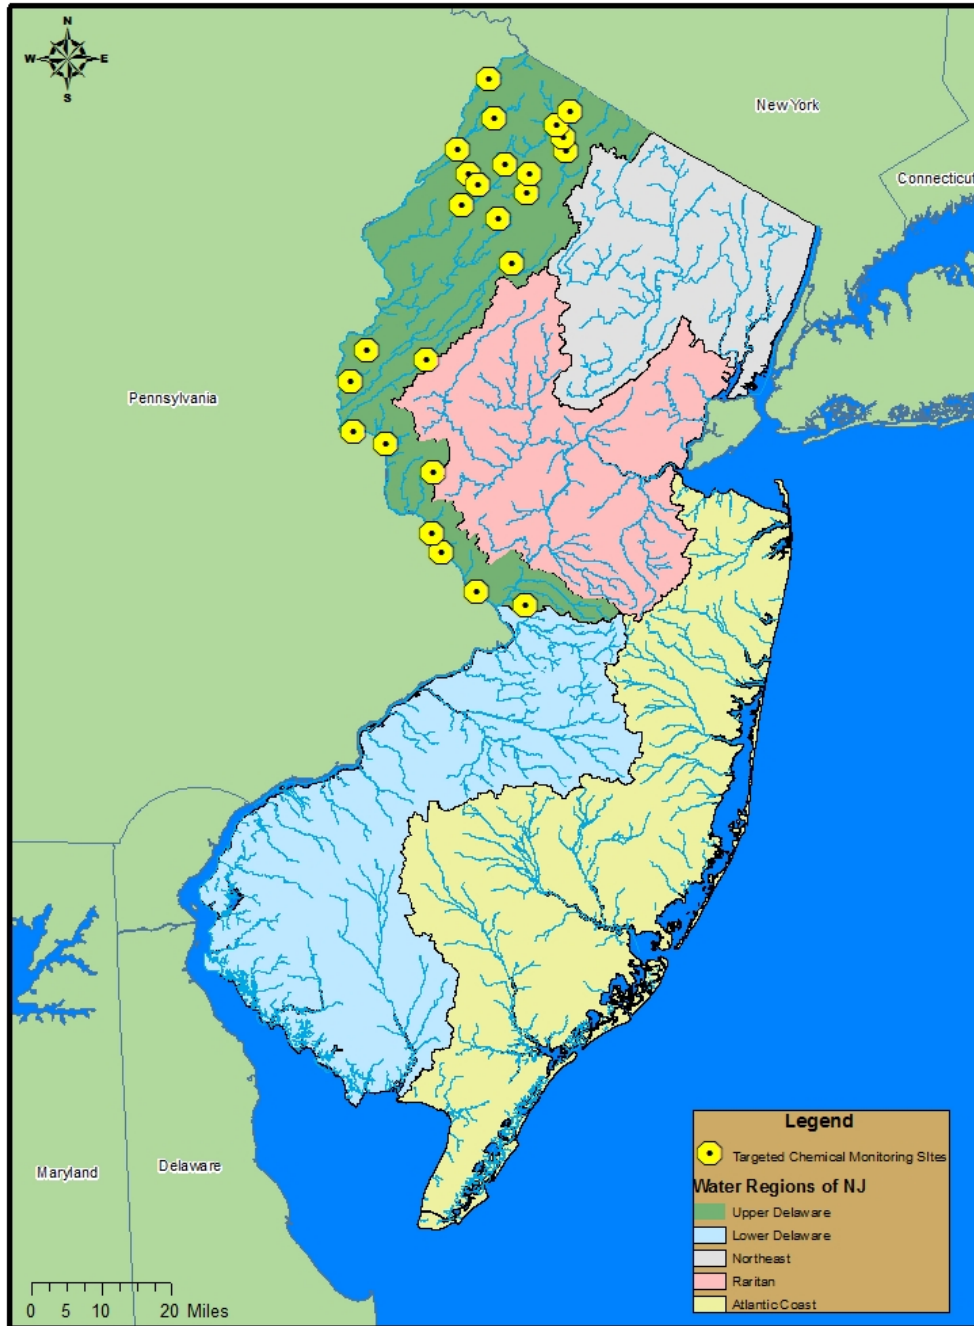 N
W E
S
New York
Connecticut
Pennsylvania
Maryland
Delaware
Legend
Targeted Chemical Monitoring SItes
Water Regions of NJ
Upper Delaware
Lower Delaware
Northeast
Raritan
Atlantic Coast
0 5 10 20 Miles